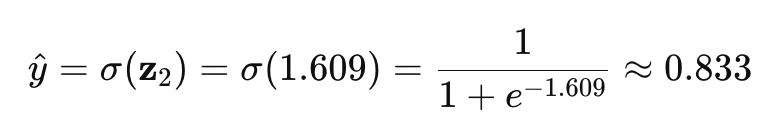 ŷ = σ(𝐳₂) = σ(1.609) = 1 / (1 + e^{−1.609}) ≈ 0.833